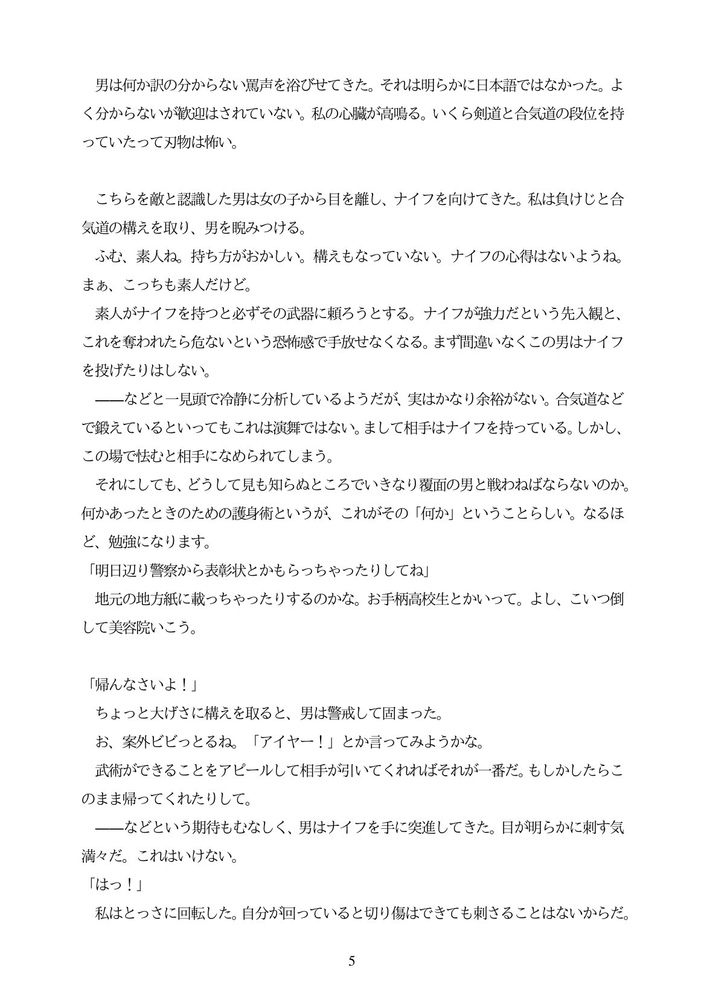 男は何か訳の分からない罵声を浴びせてきた。それは明らかに日本語ではなかった。よ
く分からないが歓迎はされていない。私の心臓が高鳴る。いくら剣道と合気道の段位を持
っていたって刃物は怖い。

　こちらを敵と認識した男は女の子から目を離し、ナイフを向けてきた。私は負けじと合
気道の構えを取り、男を睨みつける。
　ふむ、素人ね。持ち方がおかしい。構えもなっていない。ナイフの心得はないようね。
まぁ、こっちも素人だけど。
　素人がナイフを持つと必ずその武器に頼ろうとする。ナイフが強力だという先入観と、
これを奪われたら危ないという恐怖感で手放せなくなる。まず間違いなくこの男はナイフ
を投げたりはしない。
　――などと一見頭で冷静に分析しているようだが、実はかなり余裕がない。合気道など
で鍛えているといってもこれは演舞ではない。まして相手はナイフを持っている。しかし、
この場で怯むと相手になめられてしまう。
　それにしても、どうして見も知らぬところでいきなり覆面の男と戦わねばならないのか。
何かあったときのための護身術というが、これがその「何か」ということらしい。なるほ
ど、勉強になります。
「明日辺り警察から表彰状とかもらっちゃったりしてね」
　地元の地方紙に載っちゃったりするのかな。お手柄高校生とかいって。よし、こいつ倒
して美容院いこう。

「帰んなさいよ！」
　ちょっと大げさに構えを取ると、男は警戒して固まった。
　お、案外ビビっとるね。「アイヤー！」とか言ってみようかな。
　武術ができることをアピールして相手が引いてくれればそれが一番だ。もしかしたらこ
のまま帰ってくれたりして。
　――などという期待もむなしく、男はナイフを手に突進してきた。目が明らかに刺す気
満々だ。これはいけない。
「はっ！」
　私はとっさに回転した。自分が回っていると切り傷はできても刺さることはないからだ。

5